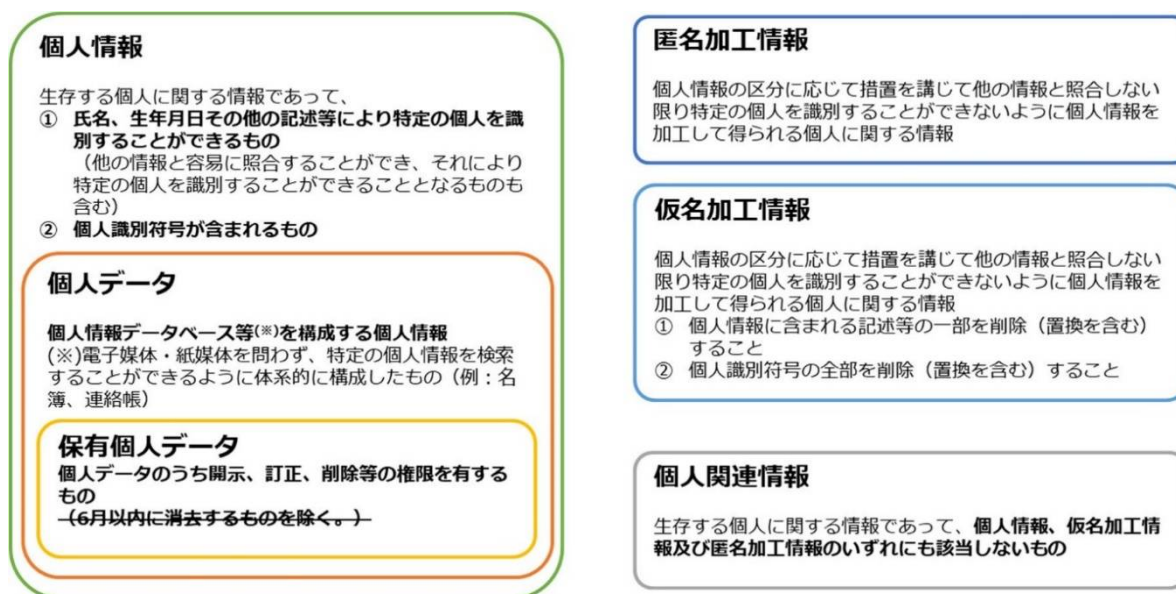 個人情報
生存する個人に関する情報であって、
① 氏名、生年月日その他の記述等により特定の個人を識
別することができるもの
（他の情報と容易に照合することができ、それにより
特定の個人を識別することができることとなるものも
含む）
② 個人識別符号が含まれるもの
個人データ
個人情報データベース等(※)を構成する個人情報
(※)電子媒体・紙媒体を問わず、特定の個人情報を検索
することができるように体系的に構成したもの（例：名
簿、連絡帳）
保有個人データ
個人データのうち開示、訂正、削除等の権限を有する
もの
（6月以内に消去するものを除く。）
匿名加工情報
個人情報の区分に応じて措置を講じて他の情報と照合しない
限り特定の個人を識別することができないように個人情報を
加工して得られる個人に関する情報
仮名加工情報
個人情報の区分に応じて措置を講じて他の情報と照合しない
限り特定の個人を識別することができないように個人情報を
加工して得られる個人に関する情報
① 個人情報に含まれる記述等の一部を削除（置換を含む）
すること
② 個人識別符号の全部を削除（置換を含む）すること
個人関連情報
生存する個人に関する情報であって、個人情報、仮名加工情
報及び匿名加工情報のいずれにも該当しないもの